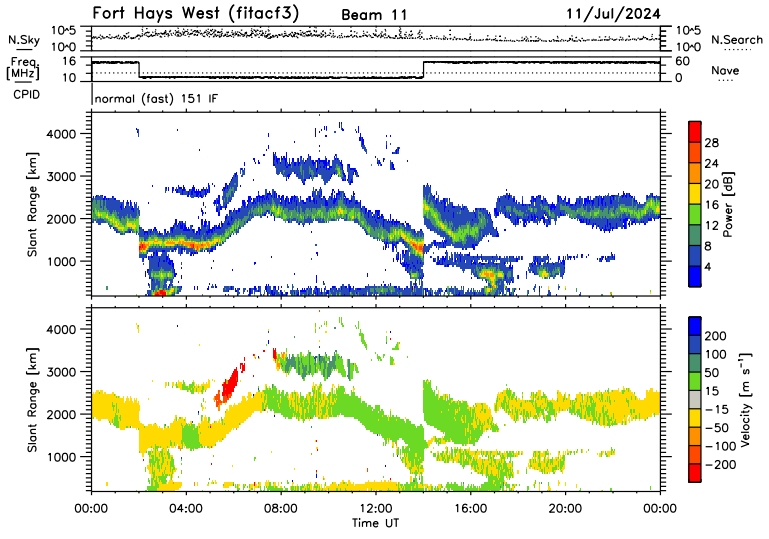 Fort Hays West (fitacf3) Beam 11 11/Jul/2024
N.Sky 10^5 10^0 10^5 10^0 N.Search
Freq. [MHz] 16 10 60 0 Nave
CPID normal (fast) 151 IF
Slant Range [km] 4000 3000 2000 1000
Power [dB] 28 24 20 16 12 8 4
Slant Range [km] 4000 3000 2000 1000
Velocity [m s⁻¹] 200 100 50 15 −15 −50 −100 −200
00:00 04:00 08:00 12:00 16:00 20:00 00:00
Time UT